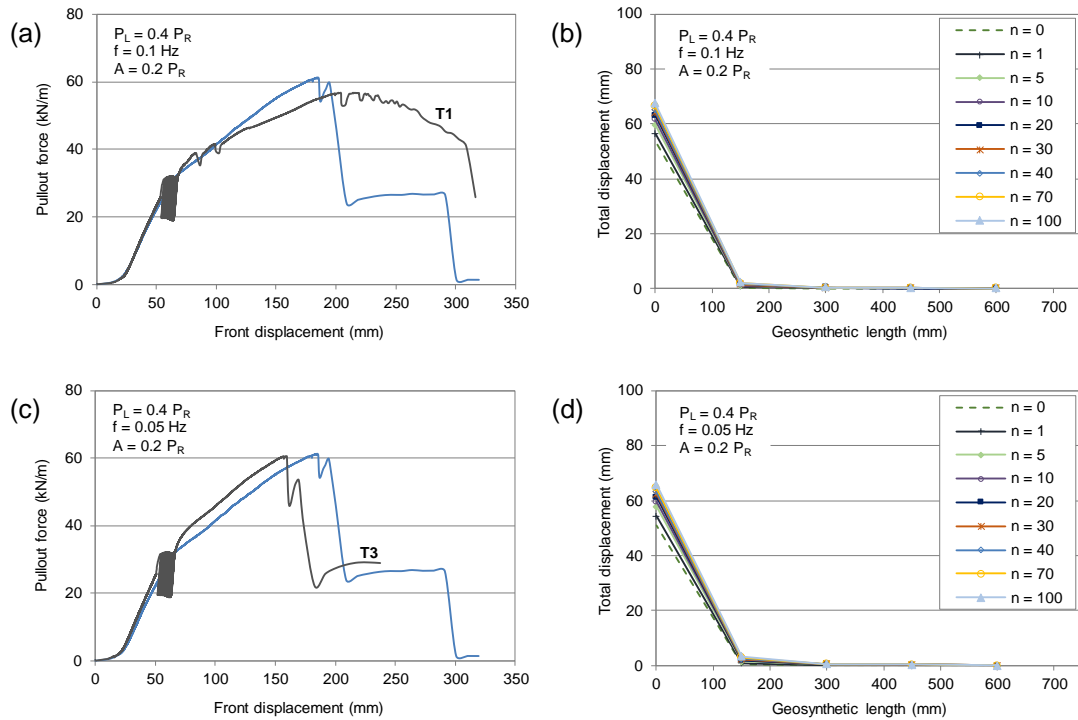 (a)
P_L = 0.4 P_R
f = 0.1 Hz
A = 0.2 P_R
T1
Pullout force (kN/m)
80
60
40
20
0
0 50 100 150 200 250 300 350
Front displacement (mm)
(b)
P_L = 0.4 P_R
f = 0.1 Hz
A = 0.2 P_R
n = 0
n = 1
n = 5
n = 10
n = 20
n = 30
n = 40
n = 70
n = 100
Total displacement (mm)
100
80
60
40
20
0
0 100 200 300 400 500 600 700
Geosynthetic length (mm)
(c)
P_L = 0.4 P_R
f = 0.05 Hz
A = 0.2 P_R
T3
Pullout force (kN/m)
80
60
40
20
0
0 50 100 150 200 250 300 350
Front displacement (mm)
(d)
P_L = 0.4 P_R
f = 0.05 Hz
A = 0.2 P_R
n = 0
n = 1
n = 5
n = 10
n = 20
n = 30
n = 40
n = 70
n = 100
Total displacement (mm)
100
80
60
40
20
0
0 100 200 300 400 500 600 700
Geosynthetic length (mm)